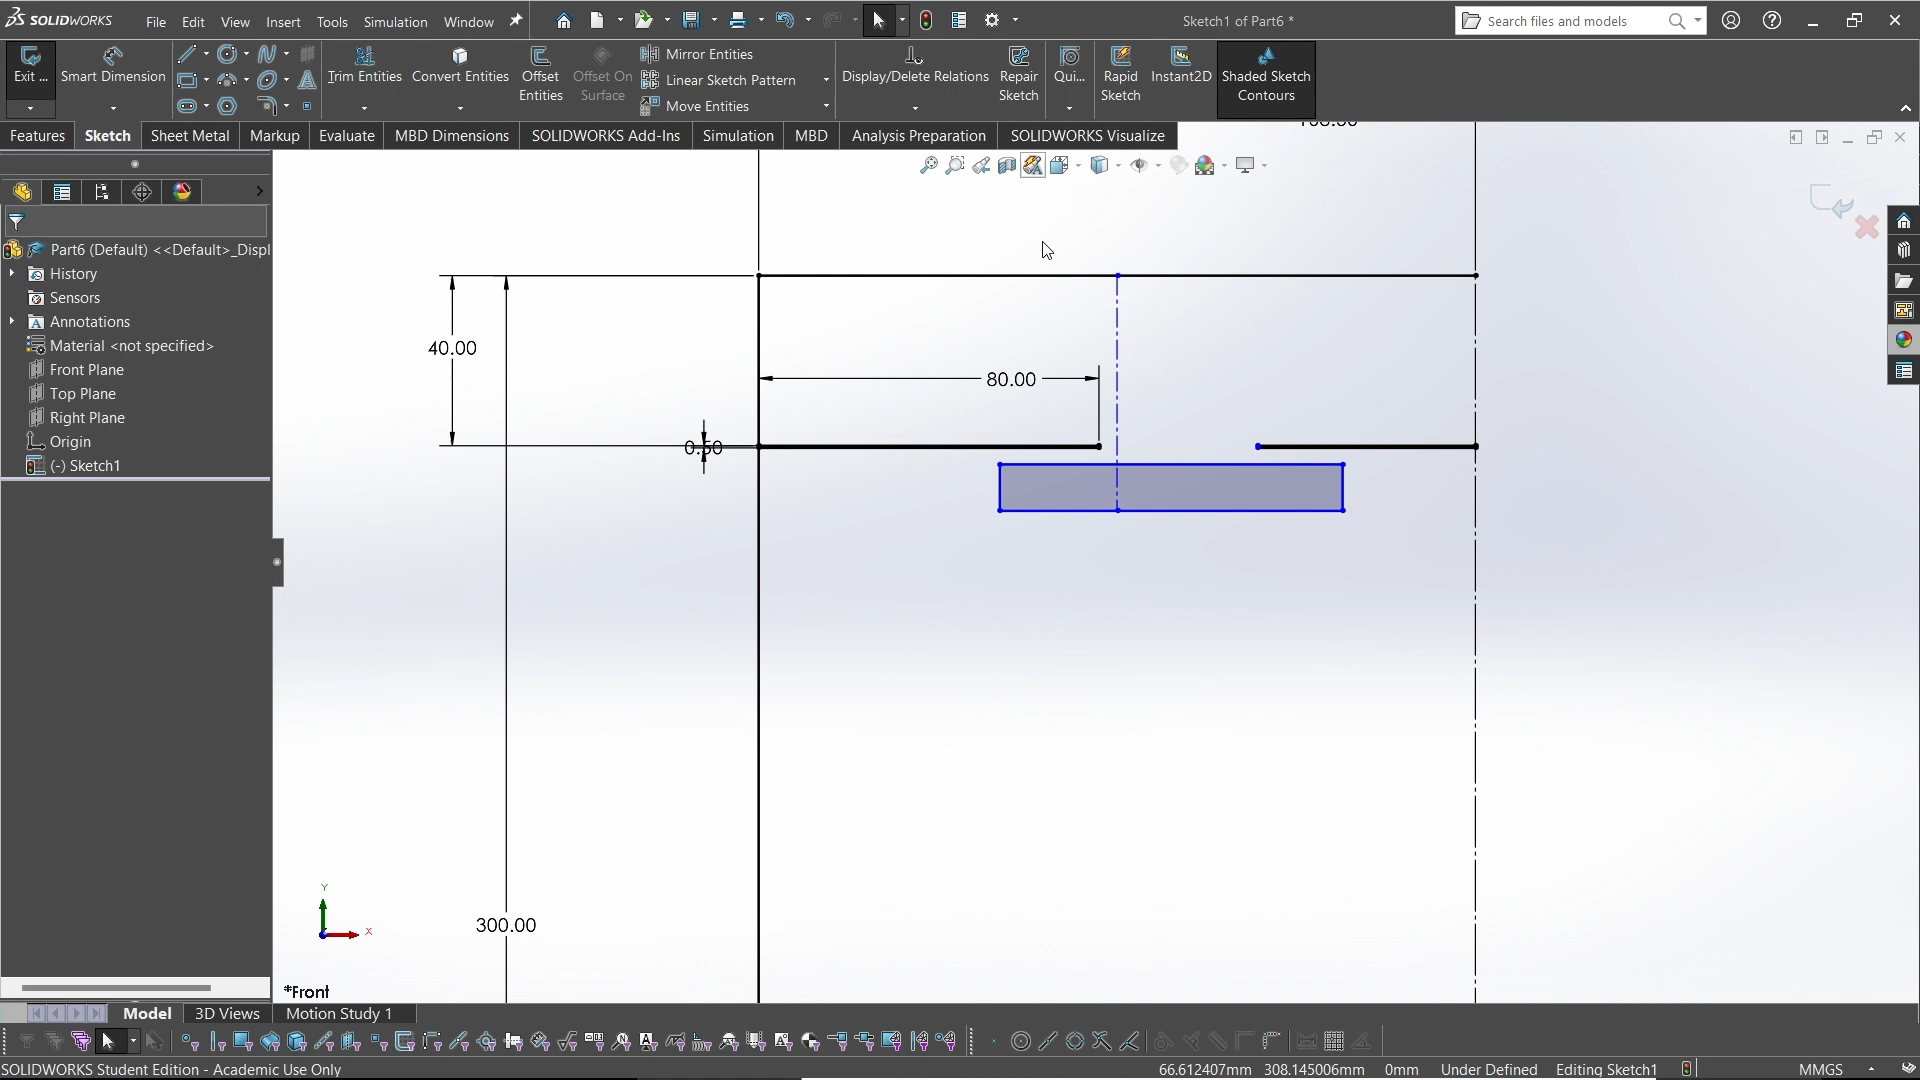 SOLIDWORKS File Edit View Insert Tools Simulation Window Sketch1 of Part6 * Search files and models
Exit ... Smart Dimension Trim Entities Convert Entities Offset Entities Offset On Surface Mirror Entities Linear Sketch Pattern Move Entities Display/Delete Relations Repair Sketch Qui... Rapid Sketch Instant2D Shaded Sketch Contours
Features Sketch Sheet Metal Markup Evaluate MBD Dimensions SOLIDWORKS Add-Ins Simulation MBD Analysis Preparation SOLIDWORKS Visualize
Part6 (Default) <<Default>_Displ
History
Sensors
Annotations
Material <not specified>
Front Plane
Top Plane
Right Plane
Origin
(-) Sketch1
40.00
80.00
0.50
300.00
Y
X
*Front
Model 3D Views Motion Study 1
SOLIDWORKS Student Edition - Academic Use Only 66.612407mm 308.145006mm 0mm Under Defined Editing Sketch1 MMGS